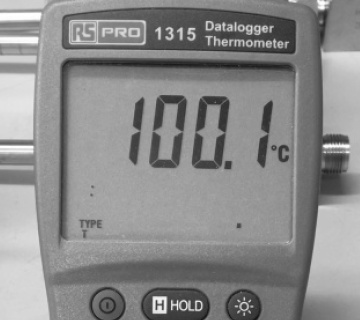 RS PRO 1315 Datalogger
Thermometer
100.1 °C
:
TYPE
T
H HOLD